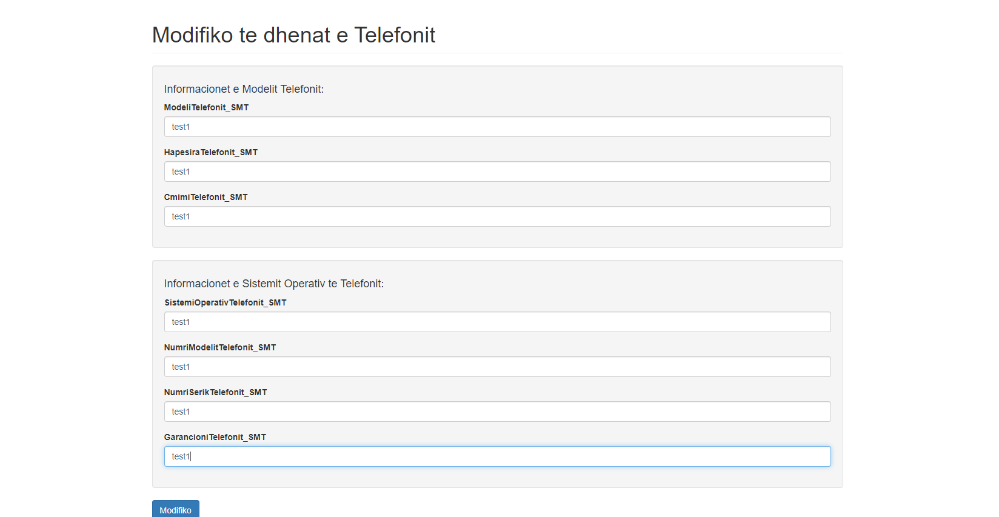 Modifiko te dhenat e Telefonit
Informacionet e Modelit Telefonit:
ModeliTelefonit_SMT
test1
HapesiraTelefonit_SMT
test1
CmimiTelefonit_SMT
test1
Informacionet e Sistemit Operativ te Telefonit:
SistemiOperativTelefonit_SMT
test1
NumriModelitTelefonit_SMT
test1
NumriSerikTelefonit_SMT
test1
GarancioniTelefonit_SMT
test1
Modifiko